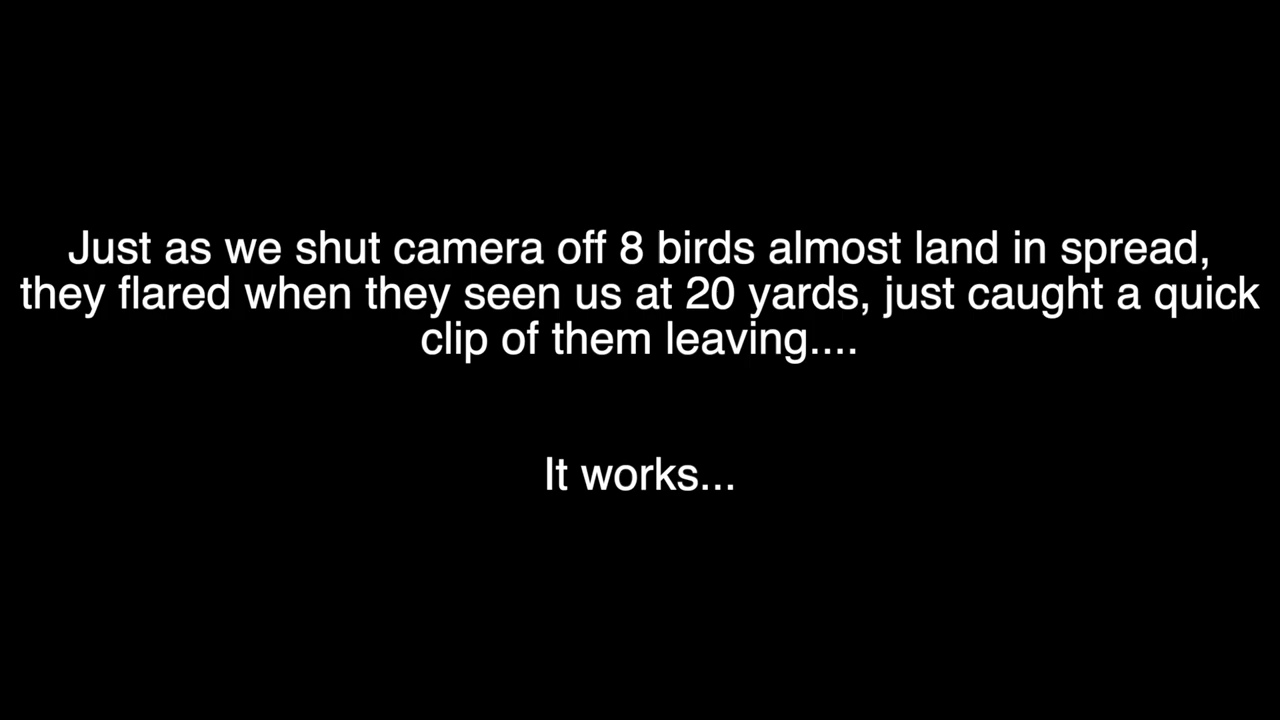 Just as we shut camera off 8 birds almost land in spread,
they flared when they seen us at 20 yards, just caught a quick
clip of them leaving....
It works...